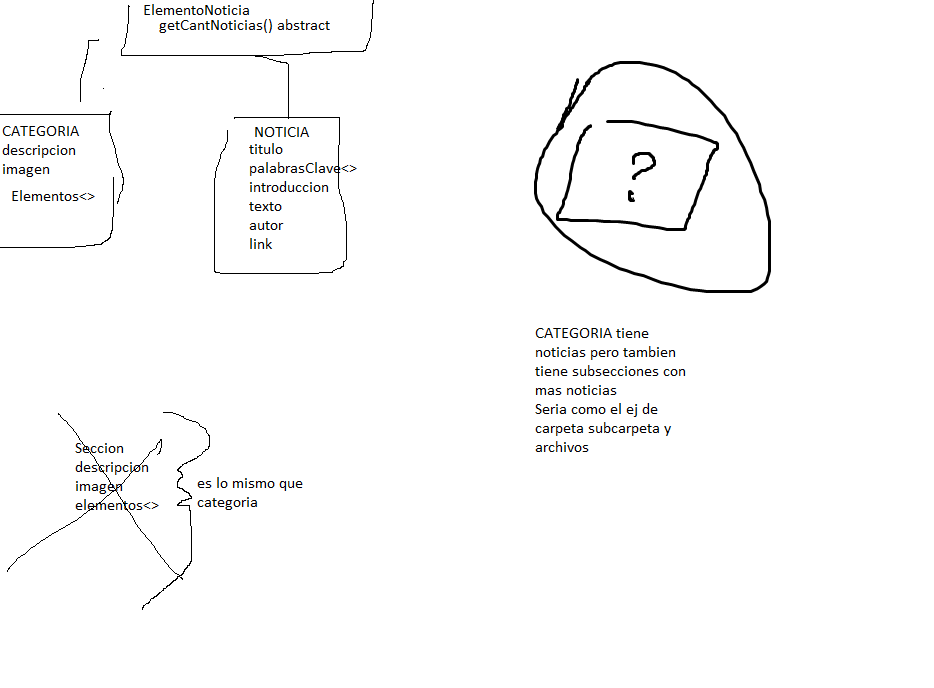 ElementoNoticia
getCantNoticias() abstract
CATEGORIA
descripcion
imagen
Elementos<>
NOTICIA
titulo
palabrasClave<>
introduccion
texto
autor
link
?
CATEGORIA tiene
noticias pero tambien
tiene subsecciones con
mas noticias
Seria como el ej de
carpeta subcarpeta y
archivos
Seccion
descripcion
imagen
elementos<>
es lo mismo que
categoria